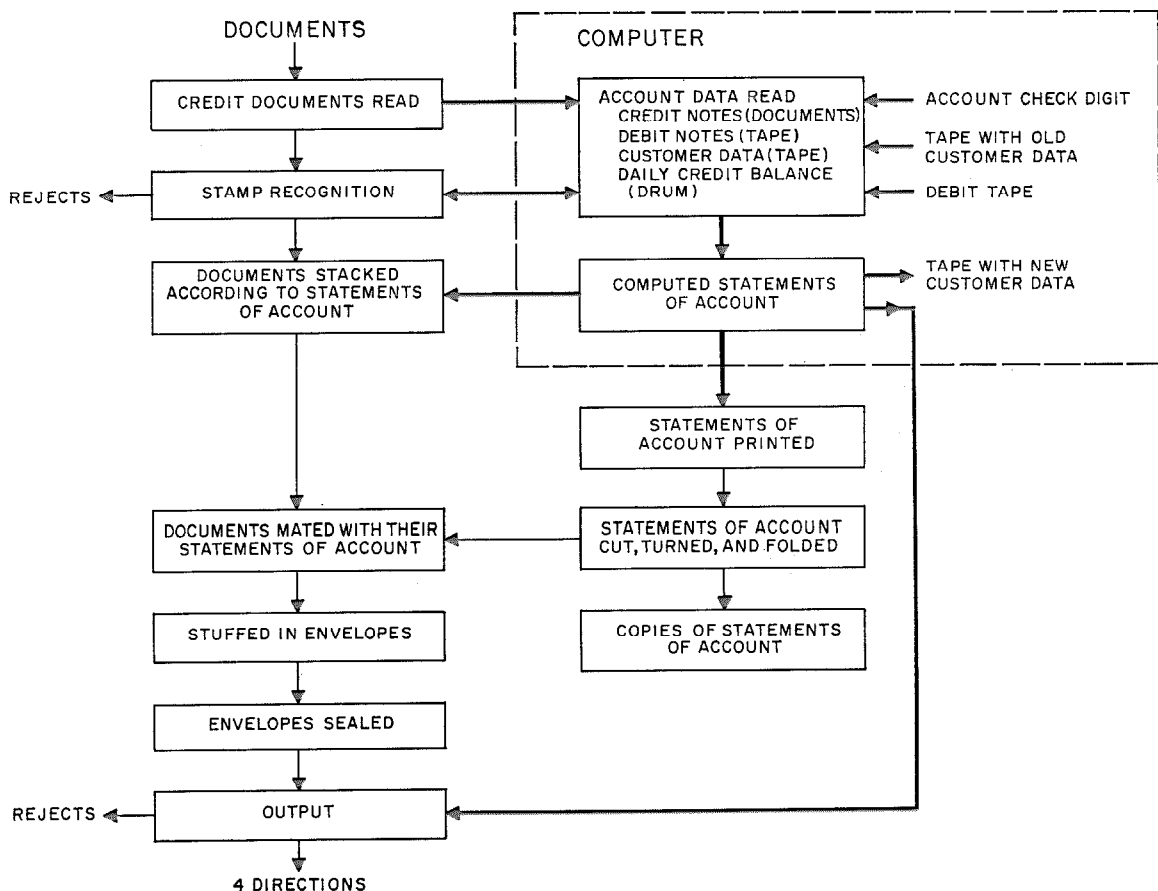 DOCUMENTS
COMPUTER
CREDIT DOCUMENTS READ
ACCOUNT DATA READ
CREDIT NOTES (DOCUMENTS)
DEBIT NOTES (TAPE)
CUSTOMER DATA (TAPE)
DAILY CREDIT BALANCE
(DRUM)
ACCOUNT CHECK DIGIT
TAPE WITH OLD
CUSTOMER DATA
DEBIT TAPE
REJECTS
STAMP RECOGNITION
DOCUMENTS STACKED
ACCORDING TO STATEMENTS
OF ACCOUNT
COMPUTED STATEMENTS
OF ACCOUNT
TAPE WITH NEW
CUSTOMER DATA
STATEMENTS OF
ACCOUNT PRINTED
DOCUMENTS MATED WITH THEIR
STATEMENTS OF ACCOUNT
STATEMENTS OF ACCOUNT
CUT, TURNED, AND FOLDED
STUFFED IN ENVELOPES
COPIES OF STATEMENTS
OF ACCOUNT
ENVELOPES SEALED
REJECTS
OUTPUT
4 DIRECTIONS